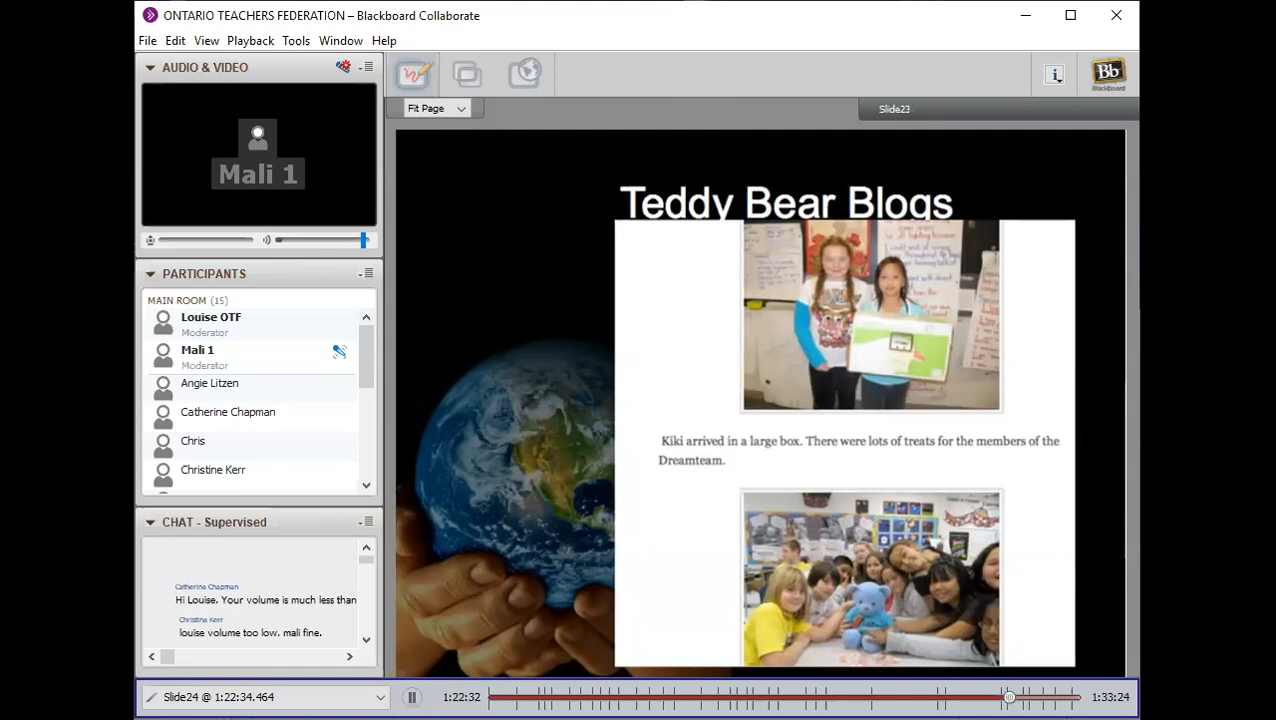 ONTARIO TEACHERS FEDERATION – Blackboard Collaborate
File Edit View Playback Tools Window Help
AUDIO & VIDEO
Mali 1
PARTICIPANTS
MAIN ROOM (15)
Louise OTF
Moderator
Mali 1
Moderator
Angie Litzen
Catherine Chapman
Chris
Christine Kerr
CHAT - Supervised
Catherine Chapman
Hi Louise. Your volume is much less than
Christine Kerr
louise volume too low. mali fine.
Fit Page
Slide23
Bb
Blackboard
Teddy Bear Blogs
Kiki arrived in a large box. There were lots of treats for the members of the
Dreamteam.
Slide24 @ 1:22:34.464
1:22:32
1:33:24